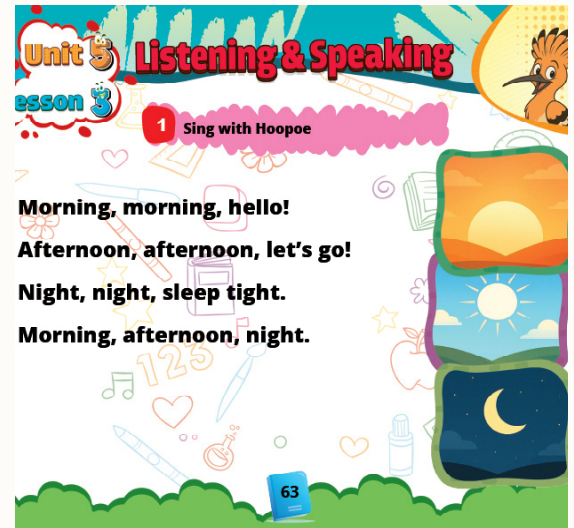 Unit 5
Listening & Speaking
esson 3
1 Sing with Hoopoe
Morning, morning, hello!
Afternoon, afternoon, let's go!
Night, night, sleep tight.
Morning, afternoon, night.
123
63